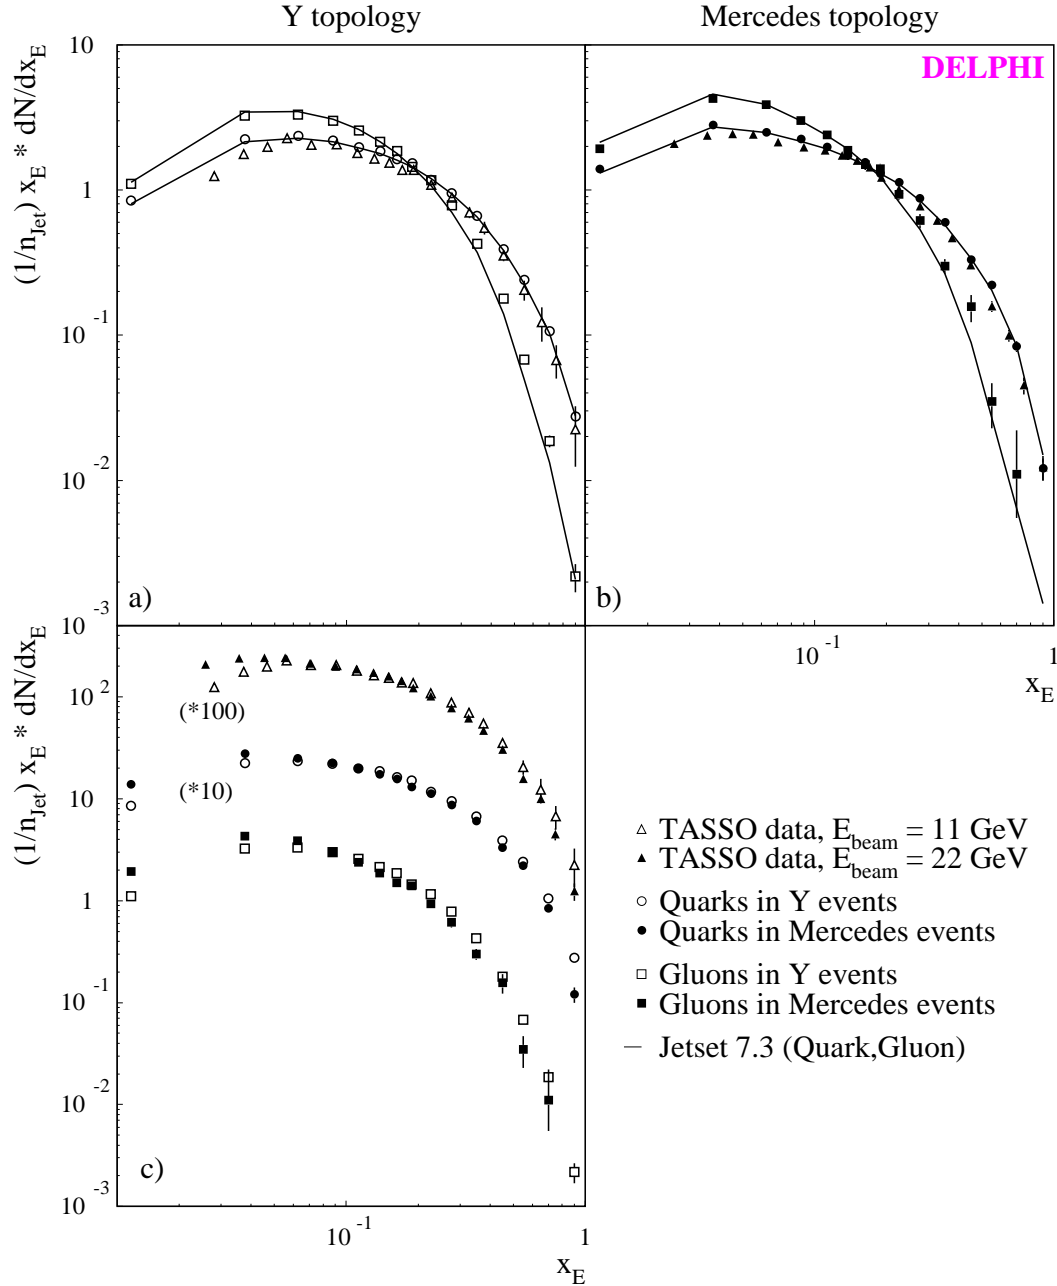 Y topology
Mercedes topology
DELPHI
(1/n_Jet) x_E * dN/dx_E
10
1
10^-1
10^-2
10^-3
a)
b)
10^-1
1
x_E
(1/n_Jet) x_E * dN/dx_E
10^3
10^2
10
1
10^-1
10^-2
10^-3
(*100)
(*10)
c)
10^-1
1
x_E
TASSO data, E_beam = 11 GeV
TASSO data, E_beam = 22 GeV
Quarks in Y events
Quarks in Mercedes events
Gluons in Y events
Gluons in Mercedes events
Jetset 7.3 (Quark,Gluon)